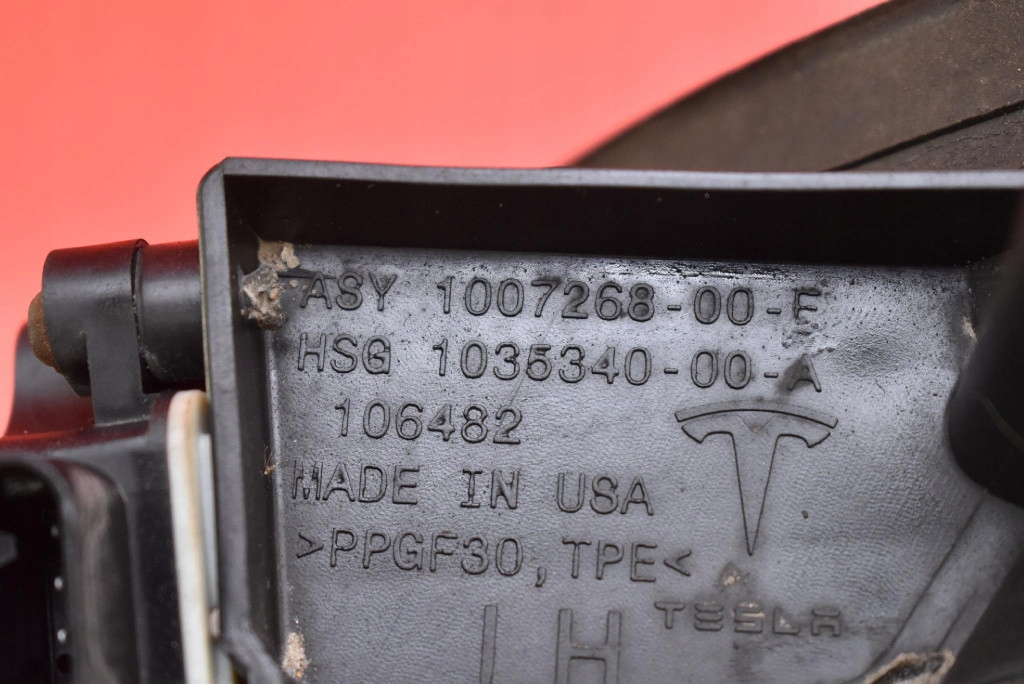 ASY 1007268-00-E
HSG 1035340-00-A
106482
MADE IN USA
>PPGF30, TPE<
TESLA
LH